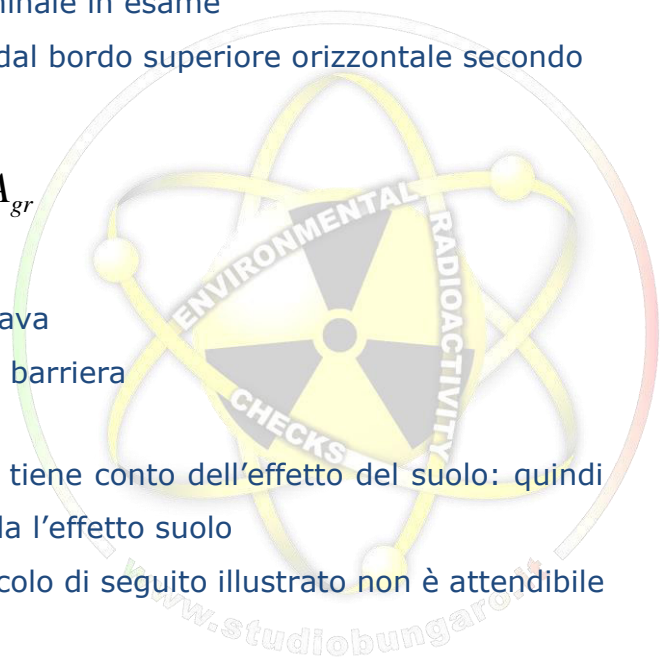 ninale in esame
dal bordo superiore orizzontale secondo
A_gr
ava
barriera
tiene conto dell’effetto del suolo: quindi
la l’effetto suolo
colo di seguito illustrato non è attendibile
ENVIRONMENTAL RADIOACTIVITY CHECKS
www.studiobungaro.it